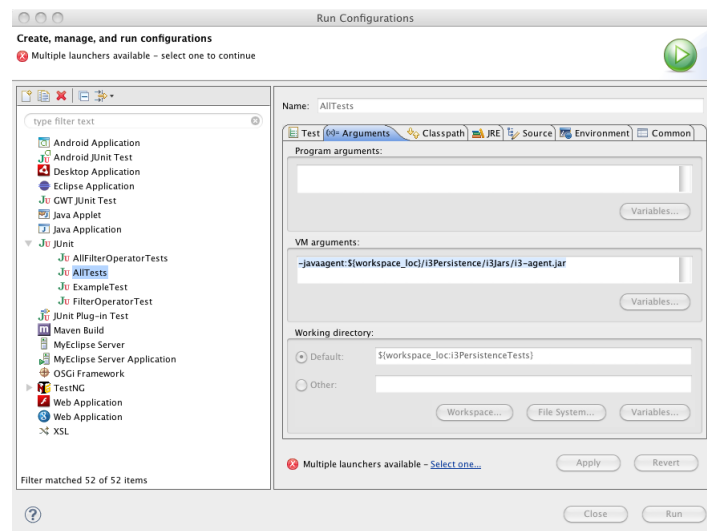 Run Configurations
Create, manage, and run configurations
Multiple launchers available – select one to continue
type filter text
Android Application
Android JUnit Test
Desktop Application
Eclipse Application
GWT JUnit Test
Java Applet
Java Application
JUnit
AllFilterOperatorTests
AllTests
ExampleTest
FilterOperatorTest
JUnit Plug-in Test
Maven Build
MyEclipse Server
MyEclipse Server Application
OSGi Framework
TestNG
Web Application
Web Application
XSL
Filter matched 52 of 52 items
Name: AllTests
Test (x)= Arguments Classpath JRE Source Environment Common
Program arguments:
Variables...
VM arguments:
-javaagent:${workspace_loc}/i3Persistence/i3Jars/i3-agent.jar
Variables...
Working directory:
Default: ${workspace_loc:i3PersistenceTests}
Other:
Workspace... File System... Variables...
Multiple launchers available – Select one...
Apply Revert
Close Run